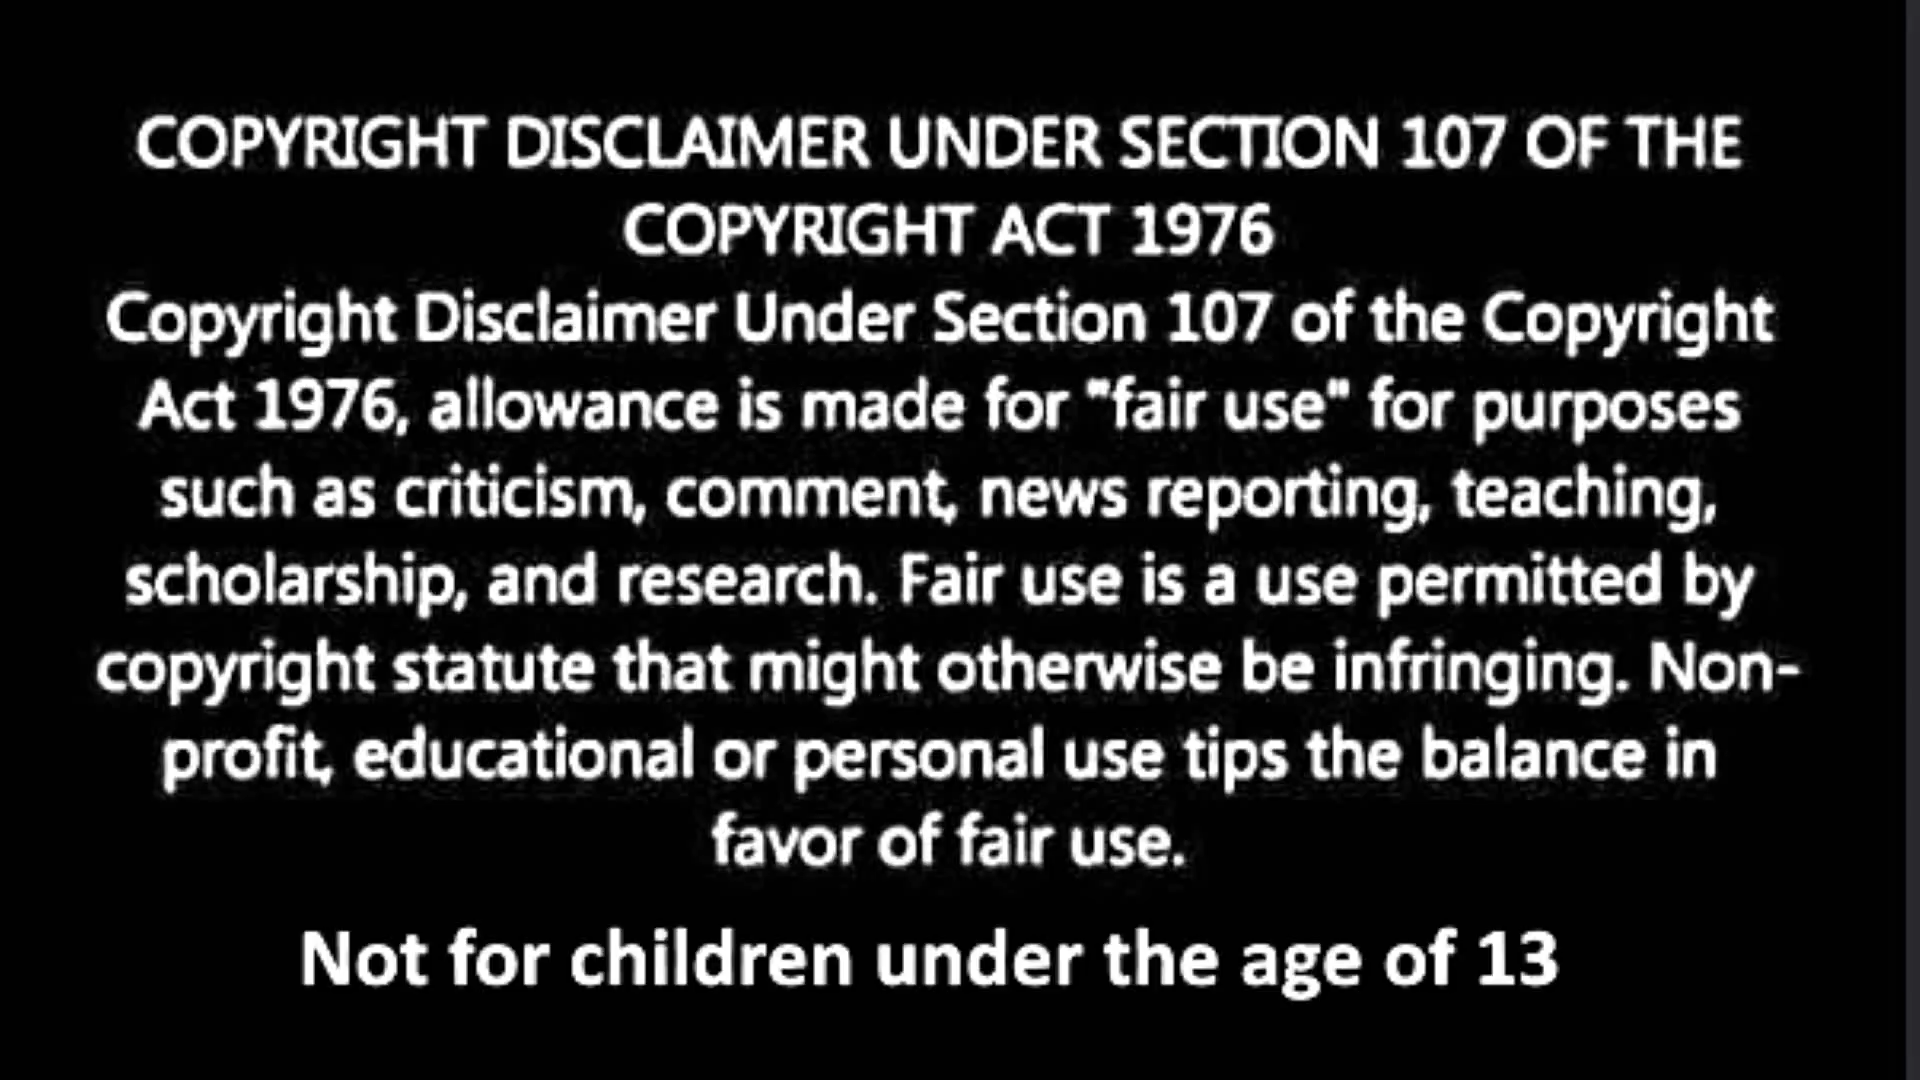 COPYRIGHT DISCLAIMER UNDER SECTION 107 OF THE
COPYRIGHT ACT 1976
Copyright Disclaimer Under Section 107 of the Copyright
Act 1976, allowance is made for "fair use" for purposes
such as criticism, comment, news reporting, teaching,
scholarship, and research. Fair use is a use permitted by
copyright statute that might otherwise be infringing. Non-
profit, educational or personal use tips the balance in
favor of fair use.
Not for children under the age of 13